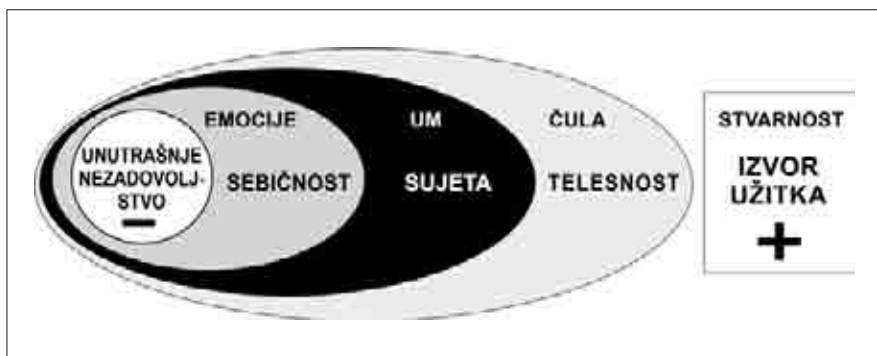 EMOCIJE
UM
ČULA
STVARNOST
UNUTRAŠNJE
NEZADOVOLJ-
STVO
–
SEBIČNOST
SUJETA
TELESNOST
IZVOR
UŽITKA
+